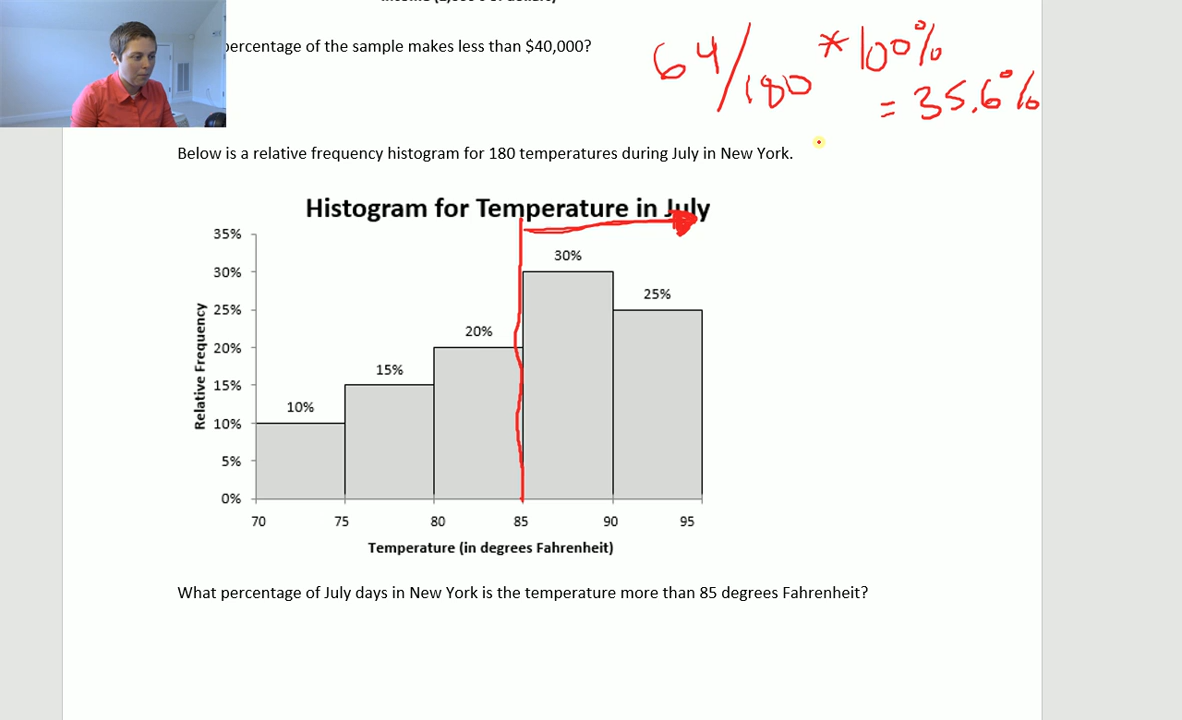 percentage of the sample makes less than $40,000?
64/180 * 100%
= 35.6%
Below is a relative frequency histogram for 180 temperatures during July in New York.
Histogram for Temperature in July
Relative Frequency
35%
30%
25%
20%
15%
10%
5%
0%
10%
15%
20%
30%
25%
70 75 80 85 90 95
Temperature (in degrees Fahrenheit)
What percentage of July days in New York is the temperature more than 85 degrees Fahrenheit?